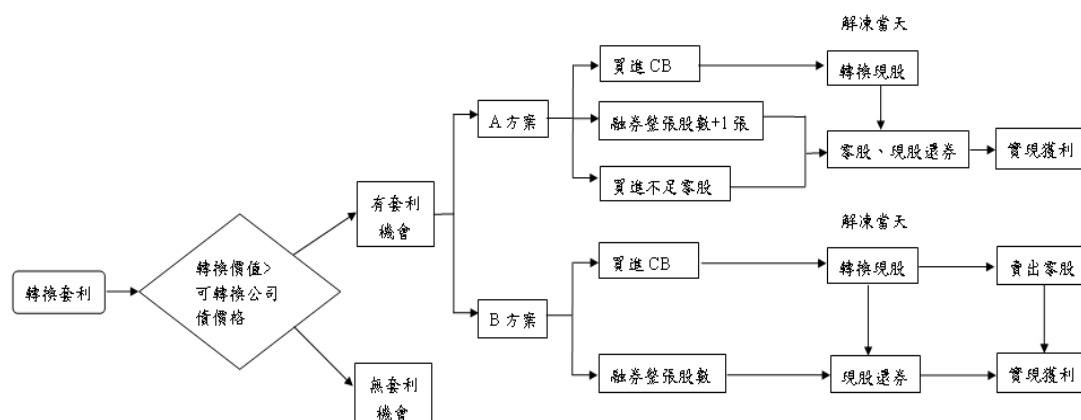 解凍當天
買進 CB
轉換現股
A 方案
融券整張股數+1 張
零股、現股還券
實現獲利
買進不足零股
有套利
機會
解凍當天
轉換套利
轉換價值>
可轉換公司
債價格
買進 CB
轉換現股
賣出零股
B 方案
融券整張股數
現股還券
實現獲利
無套利
機會